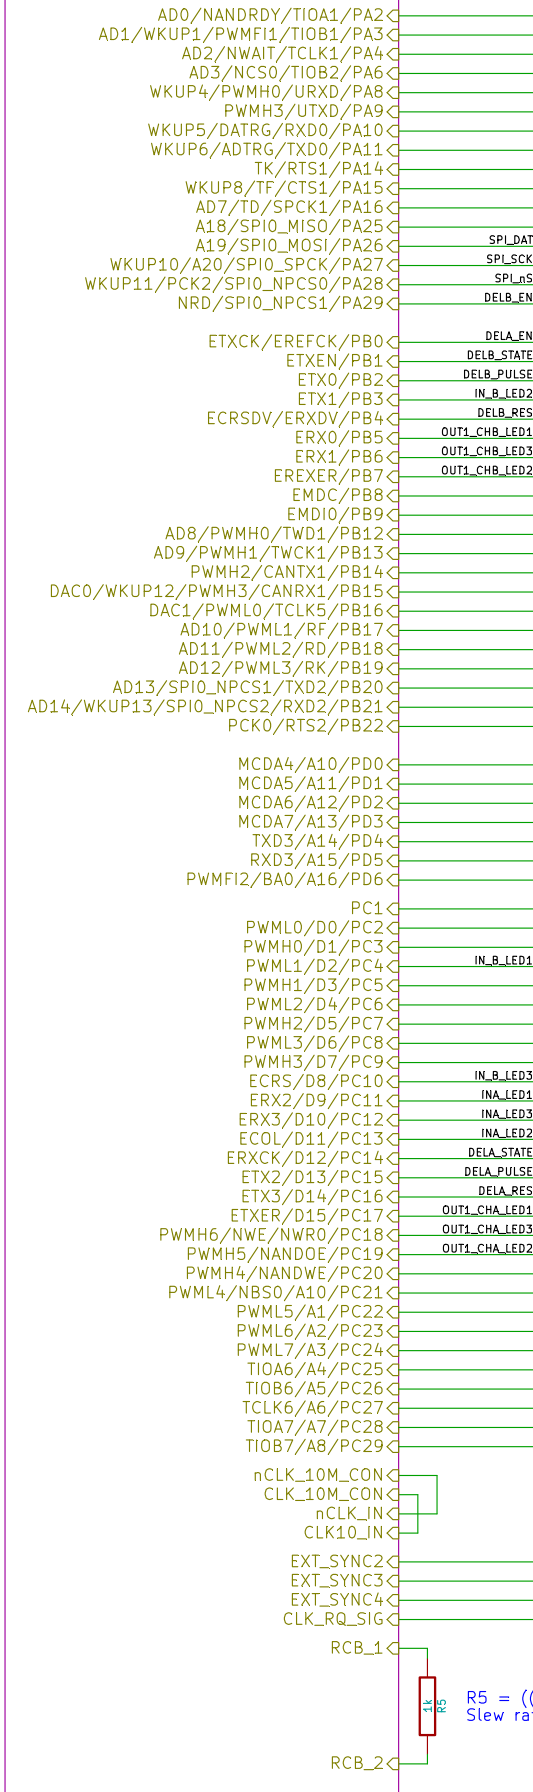 AD0/NANDRDY/TIOA1/PA2
AD1/WKUP1/PWMFI1/TIOB1/PA3
AD2/NWAIT/TCLK1/PA4
AD3/NCS0/TIOB2/PA6
WKUP4/PWMH0/URXD/PA8
PWMH3/UTXD/PA9
WKUP5/DATRG/RXD0/PA10
WKUP6/ADTRG/TXD0/PA11
TK/RTS1/PA14
WKUP8/TF/CTS1/PA15
AD7/TD/SPCK1/PA16
A18/SPI0_MISO/PA25
A19/SPI0_MOSI/PA26 SPI_DAT
WKUP10/A20/SPI0_SPCK/PA27 SPI_SCK
WKUP11/PCK2/SPI0_NPCS0/PA28 SPI_nS
NRD/SPI0_NPCS1/PA29 DELB_EN
ETXCK/EREFCK/PB0 DELA_EN
ETXEN/PB1 DELB_STATE
ETX0/PB2 DELB_PULSE
ETX1/PB3 IN_B_LED2
ECRSDV/ERXDV/PB4 DELB_RES
ERX0/PB5 OUT1_CHB_LED1
ERX1/PB6 OUT1_CHB_LED3
EREXER/PB7 OUT1_CHB_LED2
EMDC/PB8
EMDI0/PB9
AD8/PWMH0/TWD1/PB12
AD9/PWMH1/TWCK1/PB13
PWMH2/CANTX1/PB14
DAC0/WKUP12/PWMH3/CANRX1/PB15
DAC1/PWML0/TCLK5/PB16
AD10/PWML1/RF/PB17
AD11/PWML2/RD/PB18
AD12/PWML3/RK/PB19
AD13/SPI0_NPCS1/TXD2/PB20
AD14/WKUP13/SPI0_NPCS2/RXD2/PB21
PCK0/RTS2/PB22
MCDA4/A10/PD0
MCDA5/A11/PD1
MCDA6/A12/PD2
MCDA7/A13/PD3
TXD3/A14/PD4
RXD3/A15/PD5
PWMFI2/BA0/A16/PD6
PC1
PWML0/D0/PC2
PWMH0/D1/PC3
PWML1/D2/PC4 IN_B_LED1
PWMH1/D3/PC5
PWML2/D4/PC6
PWMH2/D5/PC7
PWML3/D6/PC8
PWMH3/D7/PC9
ECRS/D8/PC10 IN_B_LED3
ERX2/D9/PC11 INA_LED1
ERX3/D10/PC12 INA_LED3
ECOL/D11/PC13 INA_LED2
ERXCK/D12/PC14 DELA_STATE
ETX2/D13/PC15 DELA_PULSE
ETX3/D14/PC16 DELA_RES
ETXER/D15/PC17 OUT1_CHA_LED1
PWMH6/NWE/NWR0/PC18 OUT1_CHA_LED3
PWMH5/NANDOE/PC19 OUT1_CHA_LED2
PWMH4/NANDWE/PC20
PWML4/NBS0/A10/PC21
PWML5/A1/PC22
PWML6/A2/PC23
PWML7/A3/PC24
TIOA6/A4/PC25
TIOB6/A5/PC26
TCLK6/A6/PC27
TIOA7/A7/PC28
TIOB7/A8/PC29
nCLK_10M_CON
CLK_10M_CON
nCLK_IN
CLK10_IN
EXT_SYNC2
EXT_SYNC3
EXT_SYNC4
CLK_RQ_SIG
RCB_1
1k
R5
R5 = ((
Slew ra
RCB_2